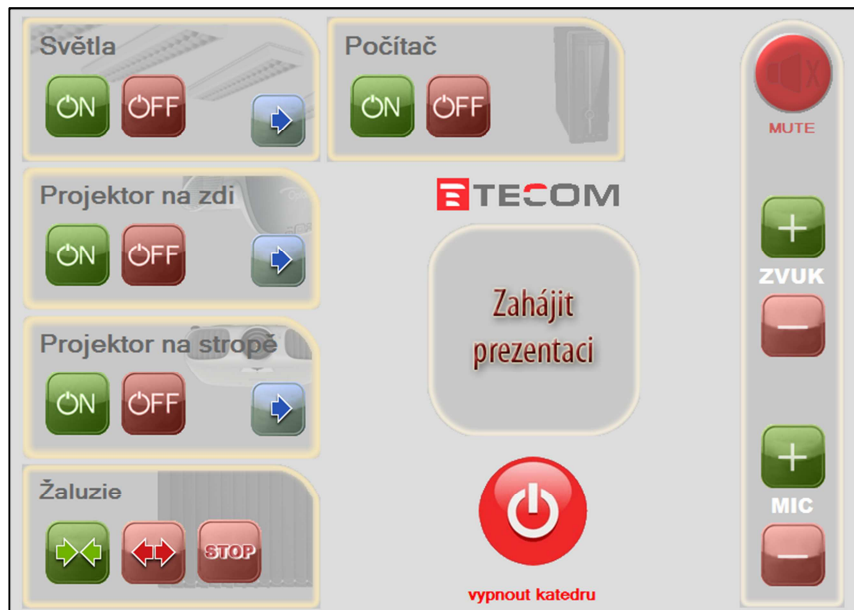 Světla
ON
OFF
Počítač
ON
OFF
MUTE
Projektor na zdi
ON
OFF
TECOM
ZVUK
Zahájit
prezentaci
Projektor na stropě
ON
OFF
Žaluzie
STOP
MIC
vypnout katedru